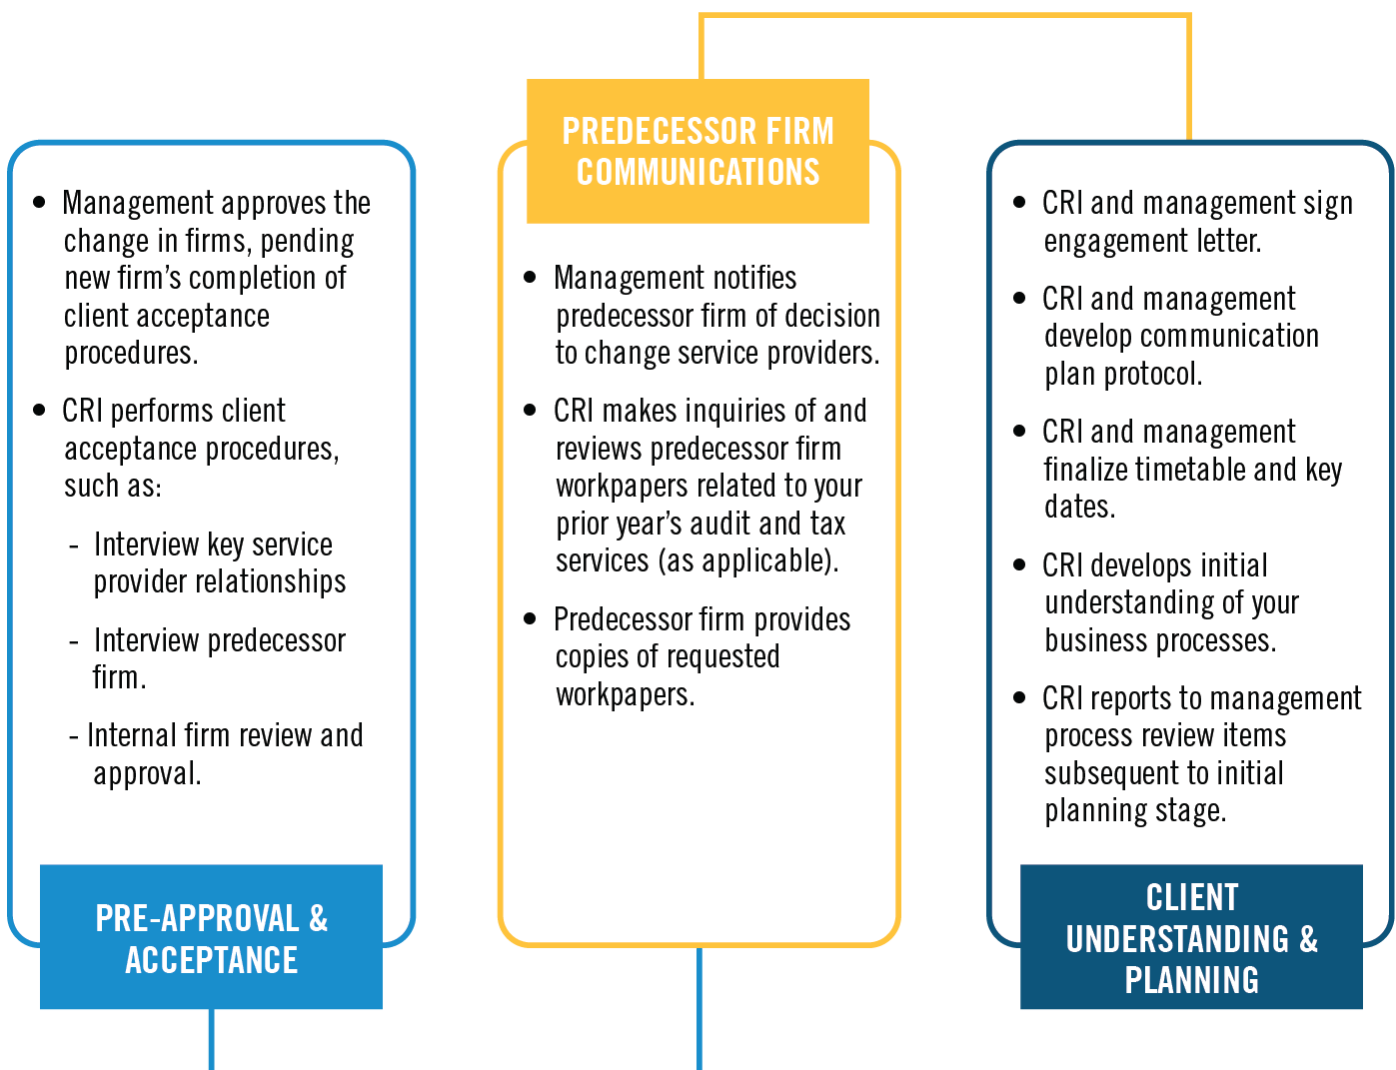 • Management approves the
change in firms, pending
new firm’s completion of
client acceptance
procedures.
• CRI performs client
acceptance procedures,
such as:
- Interview key service
provider relationships
- Interview predecessor
firm.
- Internal firm review and
approval.
PRE-APPROVAL &
ACCEPTANCE
PREDECESSOR FIRM
COMMUNICATIONS
• Management notifies
predecessor firm of decision
to change service providers.
• CRI makes inquiries of and
reviews predecessor firm
workpapers related to your
prior year’s audit and tax
services (as applicable).
• Predecessor firm provides
copies of requested
workpapers.
• CRI and management sign
engagement letter.
• CRI and management
develop communication
plan protocol.
• CRI and management
finalize timetable and key
dates.
• CRI develops initial
understanding of your
business processes.
• CRI reports to management
process review items
subsequent to initial
planning stage.
CLIENT
UNDERSTANDING &
PLANNING